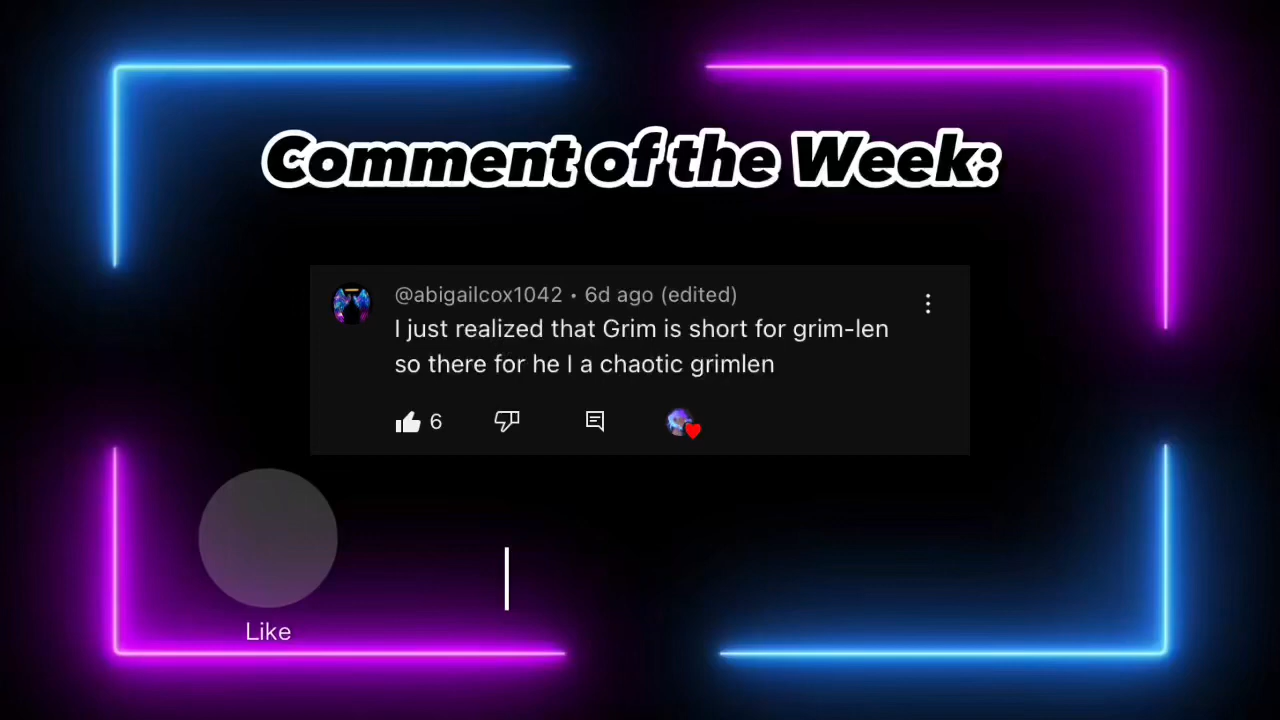 Comment of the Week:
@abigailcox1042 • 6d ago (edited)
I just realized that Grim is short for grim-len
so there for he I a chaotic grimlen
6
Like